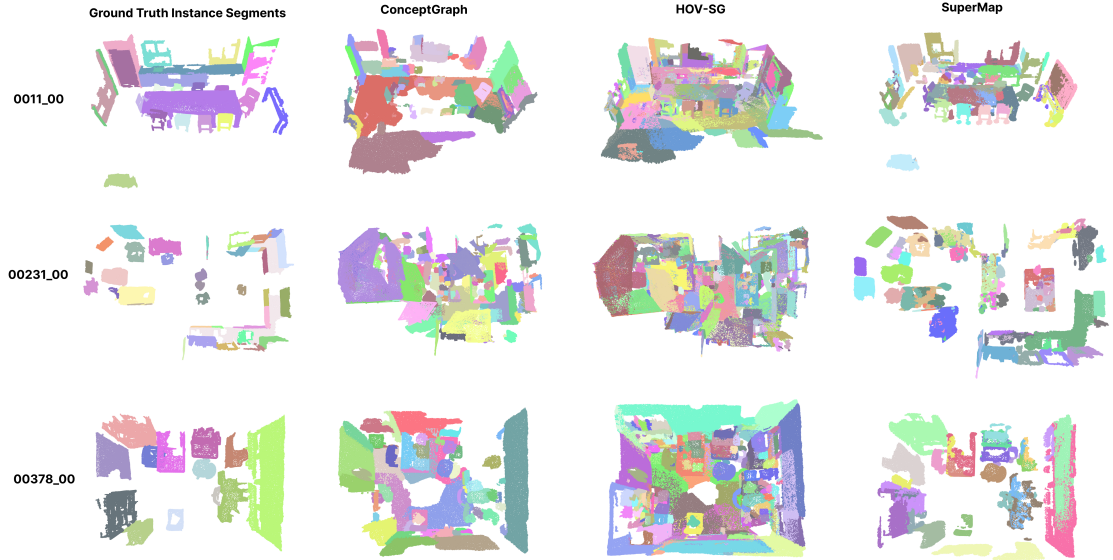 Ground Truth Instance Segments
ConceptGraph
HOV-SG
SuperMap
0011_00
00231_00
00378_00